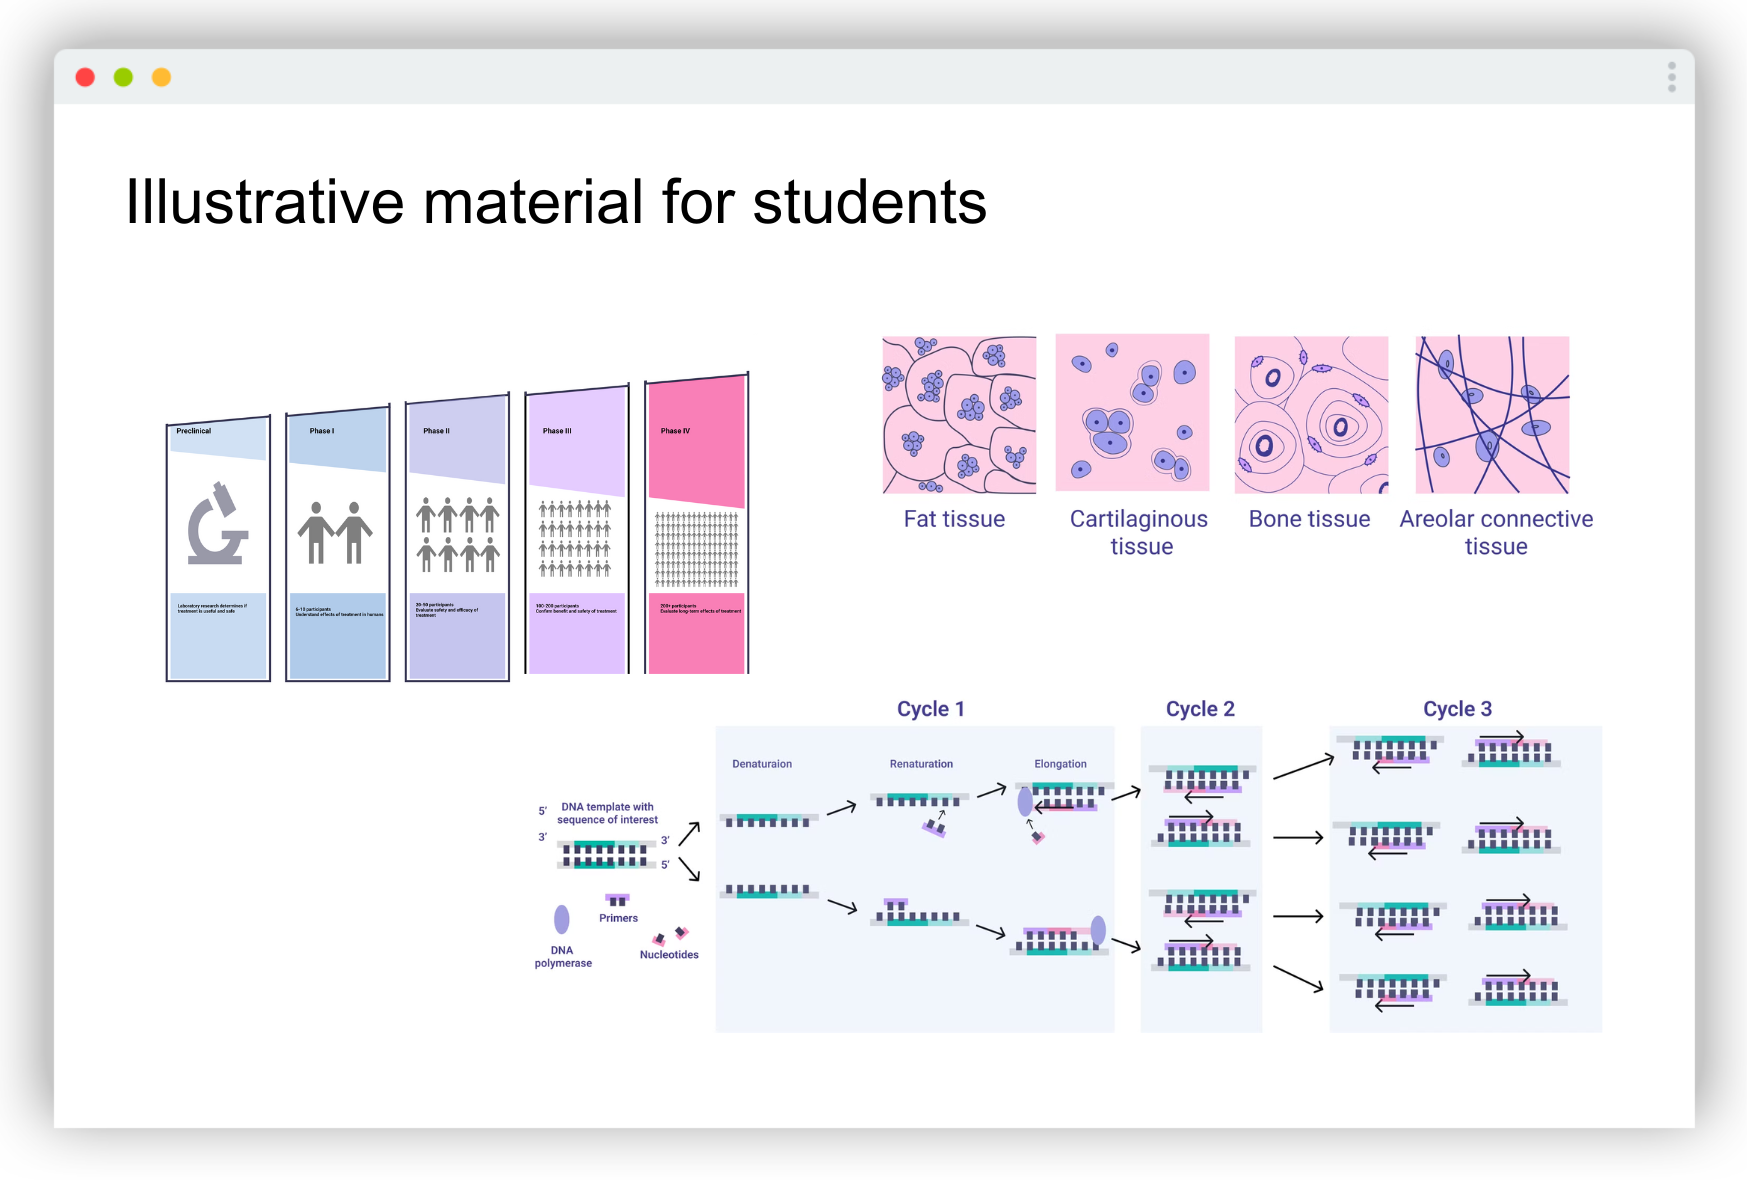 Illustrative material for students
Preclinical
Phase I
Phase II
Phase III
Phase IV
Laboratory research determines if
treatment is useful and safe
5-10 participants
Understand effects of treatment in humans
20-50 participants
Evaluate safety and efficacy of
treatment
100-200 participants
Confirm benefit and safety of treatment
200+ participants
Evaluate long-term effects of treatment
Fat tissue
Cartilaginous
tissue
Bone tissue
Areolar connective
tissue
Cycle 1
Cycle 2
Cycle 3
Denaturaion
Renaturation
Elongation
5’
DNA template with
sequence of interest
3’
3’
5’
Primers
DNA
polymerase
Nucleotides